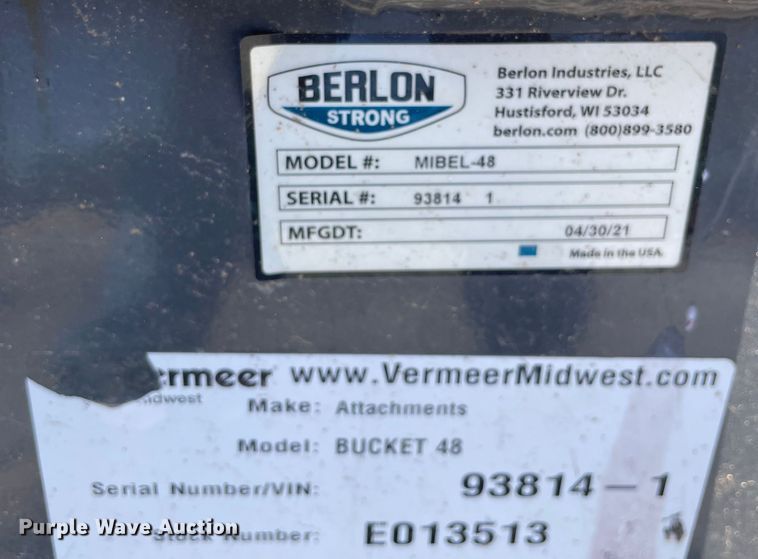 BERLON
STRONG
Berlon Industries, LLC
331 Riverview Dr.
Hustisford, WI 53034
berlon.com (800)899-3580
MODEL #: MIBEL-48
SERIAL #: 93814 1
MFGDT: 04/30/21
Made in the USA.
ermeer www.VermeerMidwest.com
idwest
Make: Attachments
Model: BUCKET 48
Serial Number/VIN: 93814-1
Stock Number: E013513
Purple Wave Auction